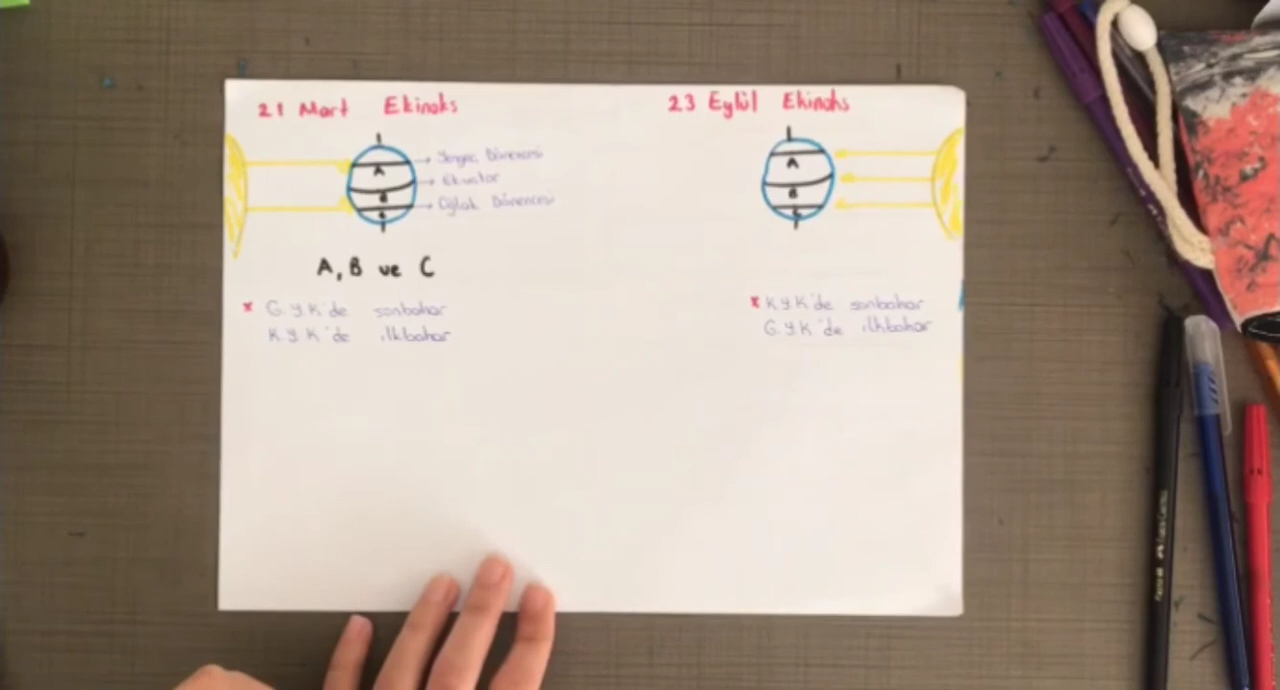 21 Mart Ekinoks
A
B
C
Yengeç Dönencesi
Ekvator
Oğlak Dönencesi
A, B ve C
* G.Y.K'de sonbahar
K.Y.K'de ilkbahar
23 Eylül Ekinoks
A
B
C
* K.Y.K'de sonbahar
G.Y.K'de ilkbahar